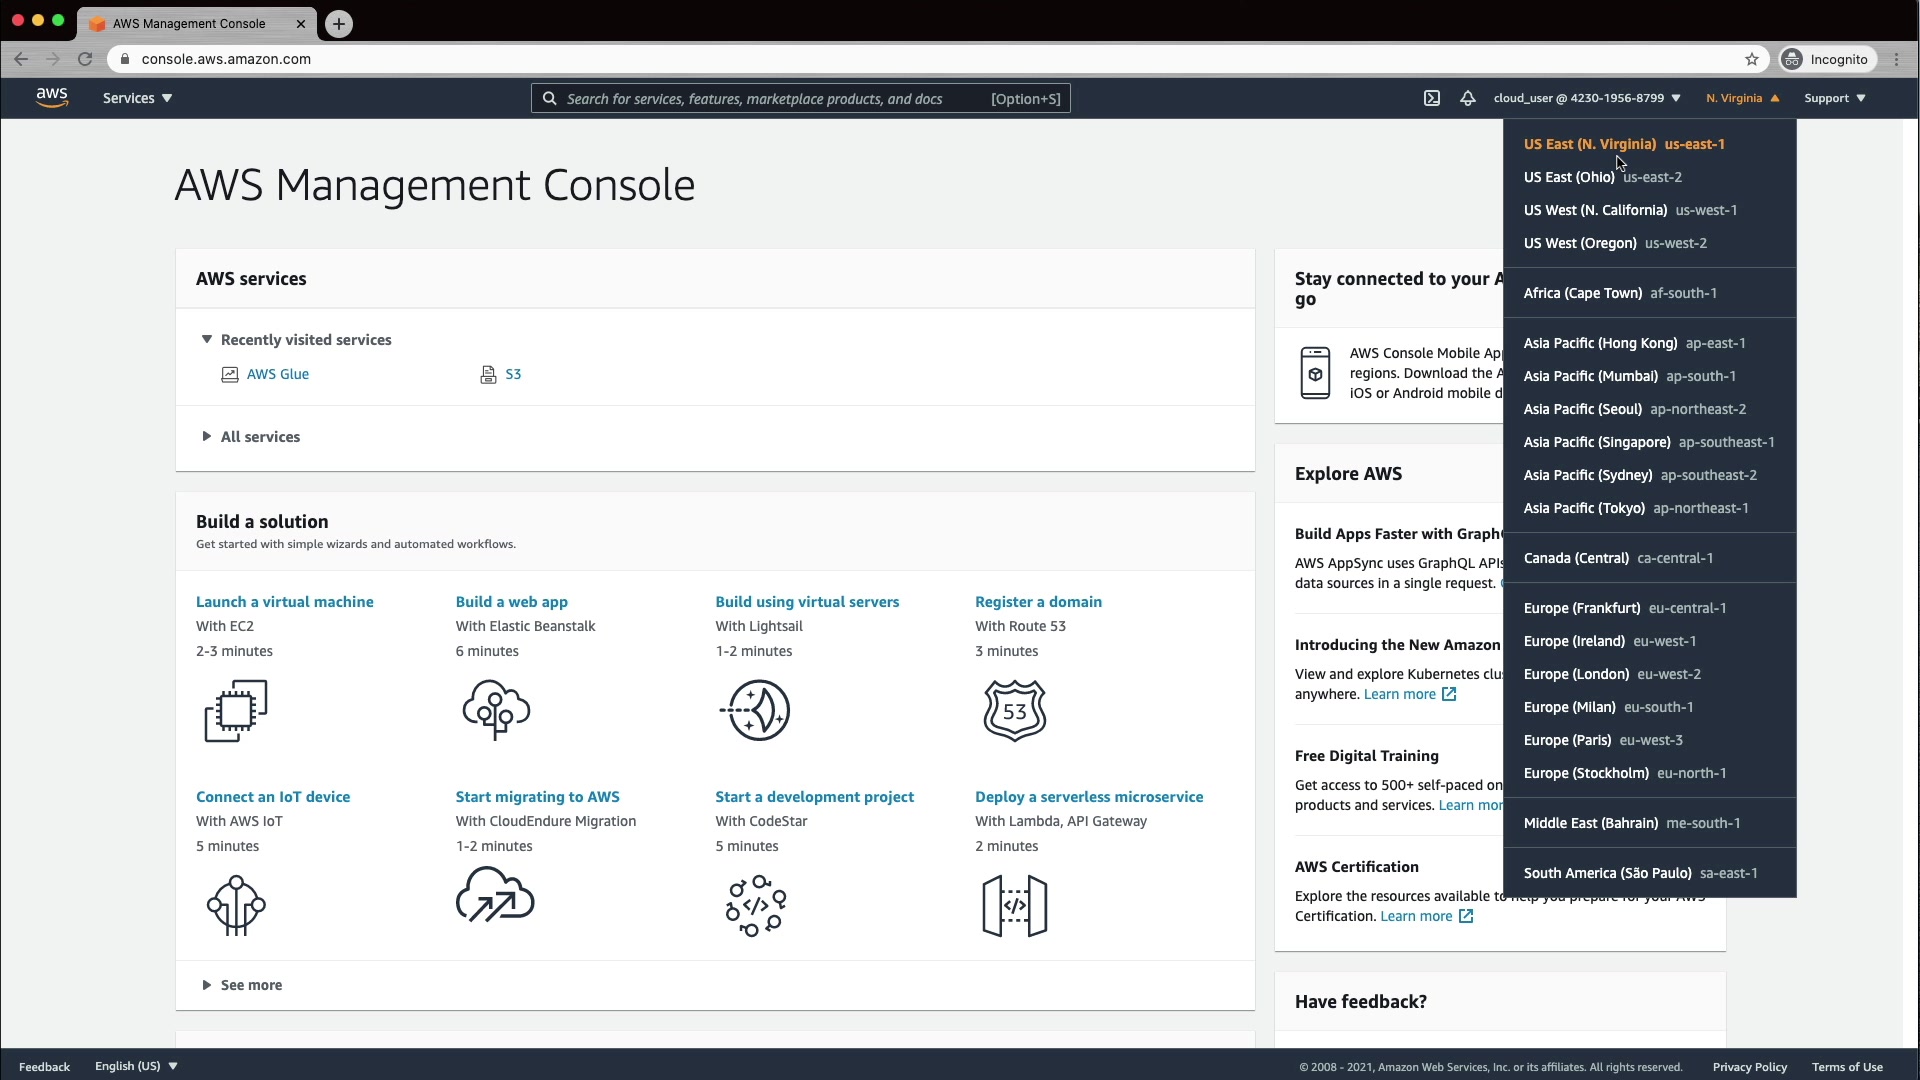 AWS Management Console
console.aws.amazon.com
Incognito
aws
Services
Search for services, features, marketplace products, and docs [Option+S]
cloud_user @ 4230-1956-8799
N. Virginia
Support
AWS Management Console
AWS services
Recently visited services
AWS Glue
S3
All services
Build a solution
Get started with simple wizards and automated workflows.
Launch a virtual machine
With EC2
2-3 minutes
Build a web app
With Elastic Beanstalk
6 minutes
Build using virtual servers
With Lightsail
1-2 minutes
Register a domain
With Route 53
3 minutes
53
Connect an IoT device
With AWS IoT
5 minutes
Start migrating to AWS
With CloudEndure Migration
1-2 minutes
Start a development project
With CodeStar
5 minutes
</>
Deploy a serverless microservice
With Lambda, API Gateway
2 minutes
</>
See more
Stay connected to your A
go
AWS Console Mobile App
regions. Download the A
iOS or Android mobile d
Explore AWS
Build Apps Faster with Graph
AWS AppSync uses GraphQL APIs
data sources in a single request.
Introducing the New Amazon
View and explore Kubernetes clu
anywhere. Learn more
Free Digital Training
Get access to 500+ self-paced on
products and services. Learn mor
AWS Certification
Explore the resources available to help you prepare for your AWS
Certification. Learn more
Have feedback?
US East (N. Virginia) us-east-1
US East (Ohio) us-east-2
US West (N. California) us-west-1
US West (Oregon) us-west-2
Africa (Cape Town) af-south-1
Asia Pacific (Hong Kong) ap-east-1
Asia Pacific (Mumbai) ap-south-1
Asia Pacific (Seoul) ap-northeast-2
Asia Pacific (Singapore) ap-southeast-1
Asia Pacific (Sydney) ap-southeast-2
Asia Pacific (Tokyo) ap-northeast-1
Canada (Central) ca-central-1
Europe (Frankfurt) eu-central-1
Europe (Ireland) eu-west-1
Europe (London) eu-west-2
Europe (Milan) eu-south-1
Europe (Paris) eu-west-3
Europe (Stockholm) eu-north-1
Middle East (Bahrain) me-south-1
South America (São Paulo) sa-east-1
Feedback
English (US)
© 2008 - 2021, Amazon Web Services, Inc. or its affiliates. All rights reserved.
Privacy Policy
Terms of Use